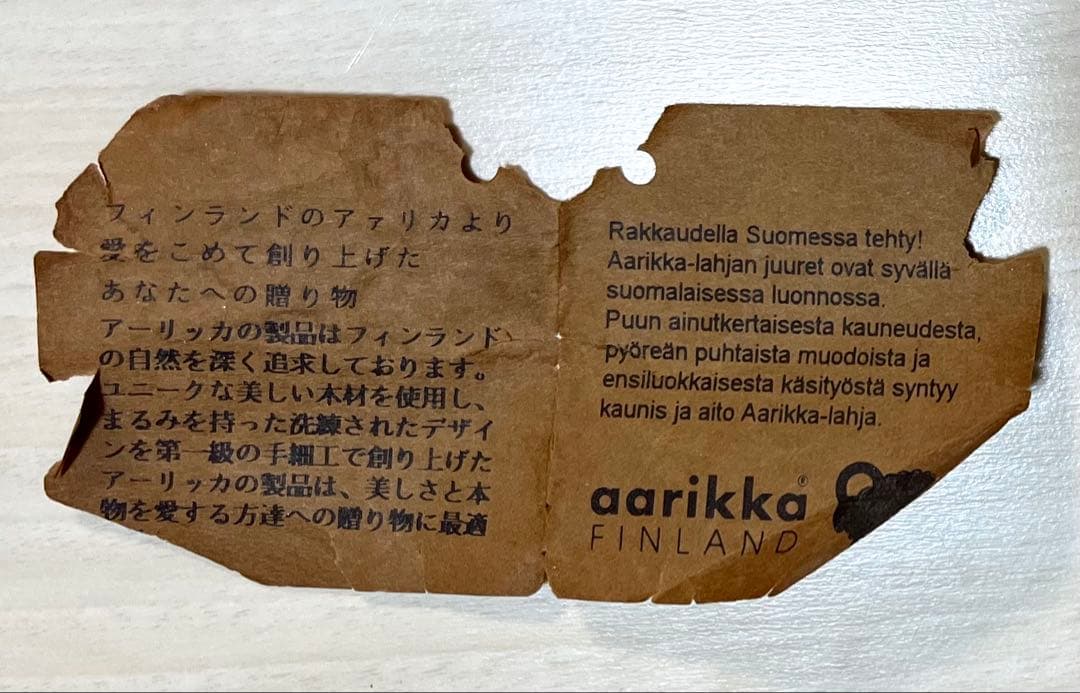 フィンランドのアァリカより
愛をこめて創り上げた
あなたへの贈り物
アーリッカの製品はフィンランド
の自然を深く追求しております。
ユニークな美しい木材を使用し、
まるみを持った洗練されたデザイ
ンを第一級の手細工で創り上げた
アーリッカの製品は、美しさと本
物を愛する方達への贈り物に最適
Rakkaudella Suomessa tehty!
Aarikka-lahjan juuret ovat syvällä
suomalaisessa luonnossa.
Puun ainutkertaisesta kauneudesta,
pyöreän puhtaista muodoista ja
ensiluokkaisesta käsityöstä syntyy
kaunis ja aito Aarikka-lahja.
aarikka®
FINLAND